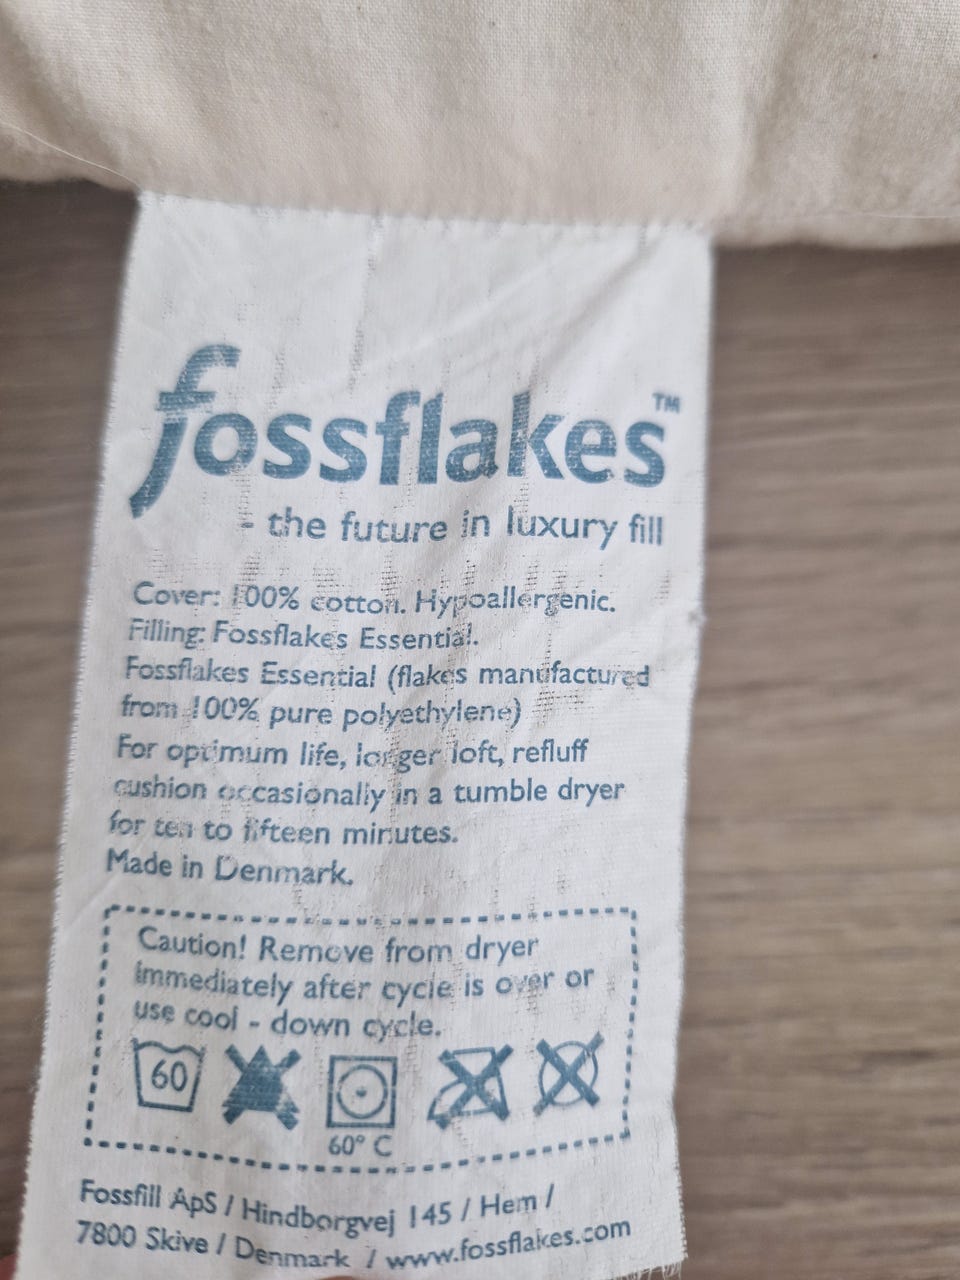 fossflakes™
- the future in luxury fill
Cover: 100% cotton. Hypoallergenic.
Filling: Fossflakes Essential.
Fossflakes Essential (flakes manufactured
from 100% pure polyethylene)
For optimum life, longer loft, refluff
cushion occasionally in a tumble dryer
for ten to fifteen minutes.
Made in Denmark.
Caution! Remove from dryer
immediately after cycle is over or
use cool - down cycle.
60
60° C
Fossfill ApS / Hindborgvej 145 / Hem /
7800 Skive / Denmark / www.fossflakes.com